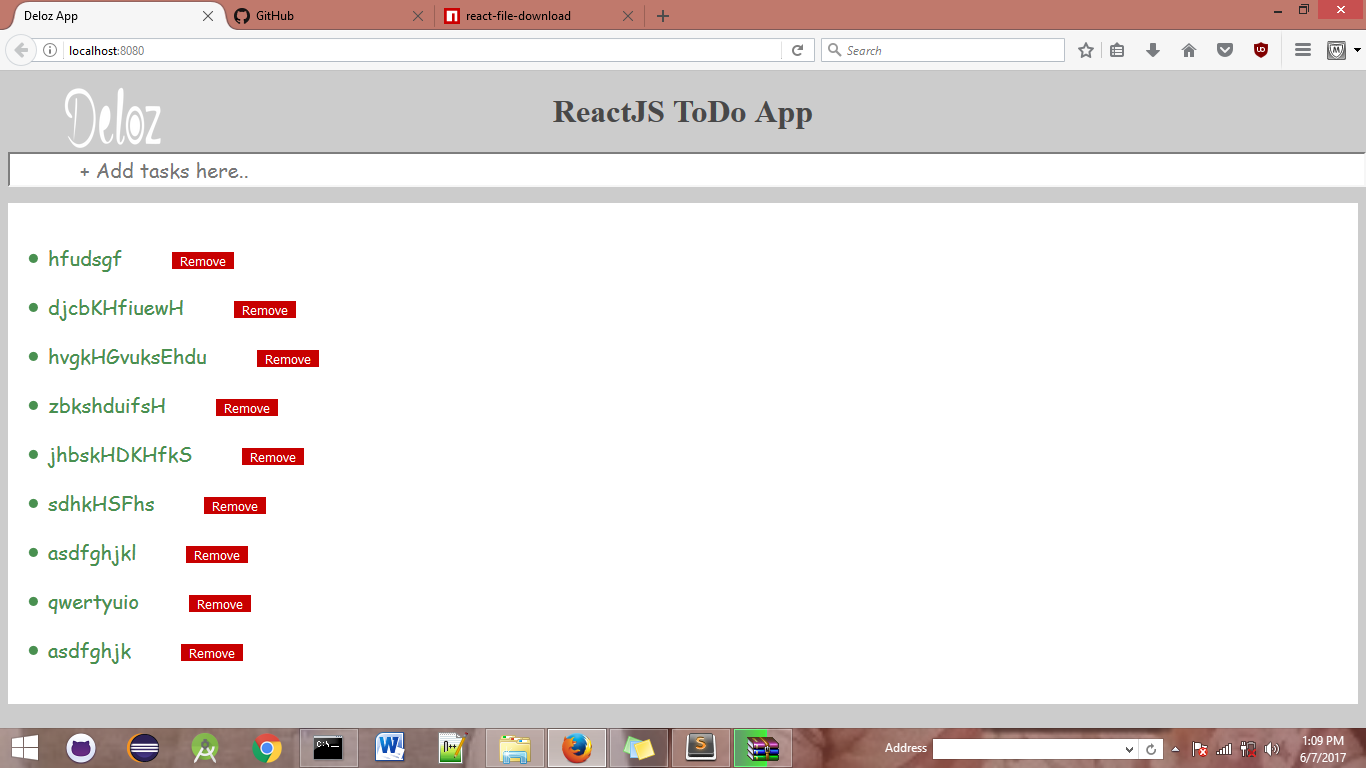 Deloz App GitHub react-file-download
localhost:8080 Search
Deloz
ReactJS ToDo App
+ Add tasks here..
hfudsgf Remove
djcbKHfiuewH Remove
hvgkHGvuksEhdu Remove
zbkshduifsH Remove
jhbskHDKHfkS Remove
sdhkHSFhs Remove
asdfghjkl Remove
qwertyuio Remove
asdfghjk Remove
Address
1:09 PM
6/7/2017